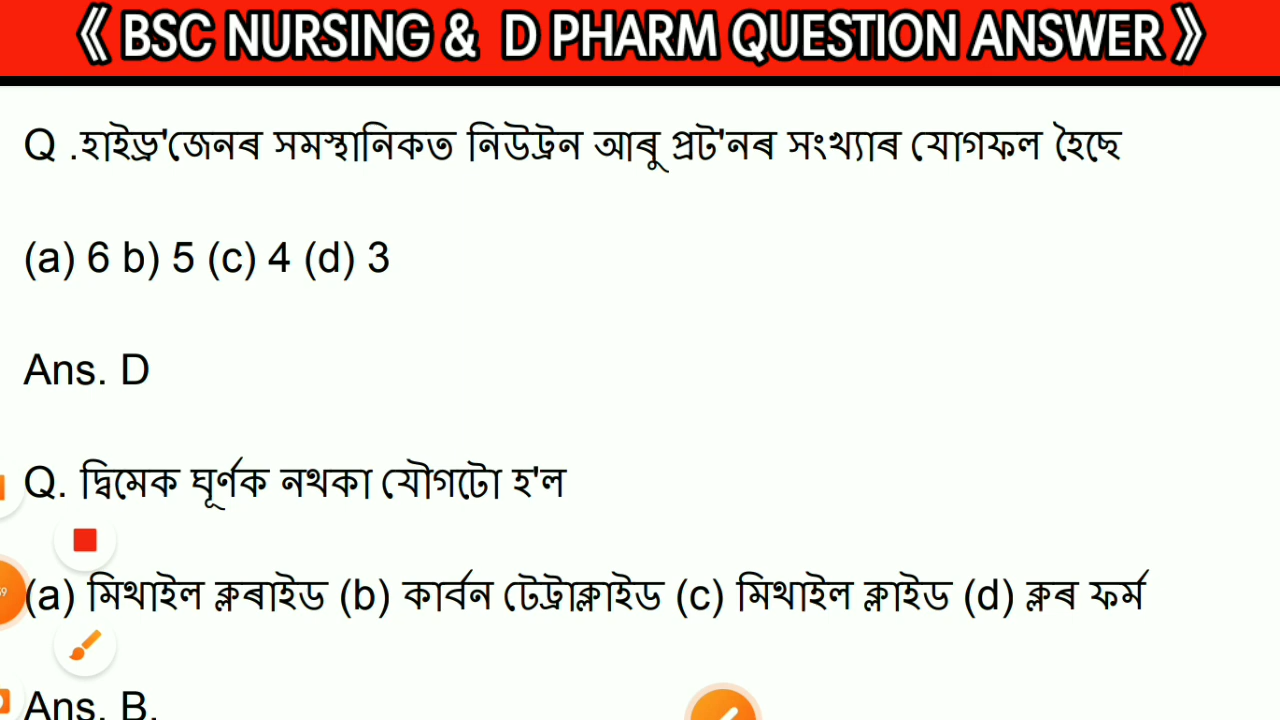 《 BSC NURSING & D PHARM QUESTION ANSWER 》
Q .হাইড্ৰ'জেনৰ সমস্থানিকত নিউট্ৰন আৰু প্ৰট'নৰ সংখ্যাৰ যোগফল হৈছে
(a) 6 b) 5 (c) 4 (d) 3
Ans. D
Q. দ্বিমেক ঘূৰ্ণক নথকা যৌগটো হ'ল
(a) মিথাইল ক্লৰাইড (b) কাৰ্বন টেট্ৰাক্লাইড (c) মিথাইল ক্লাইড (d) ক্লৰ ফৰ্ম
Ans. B.